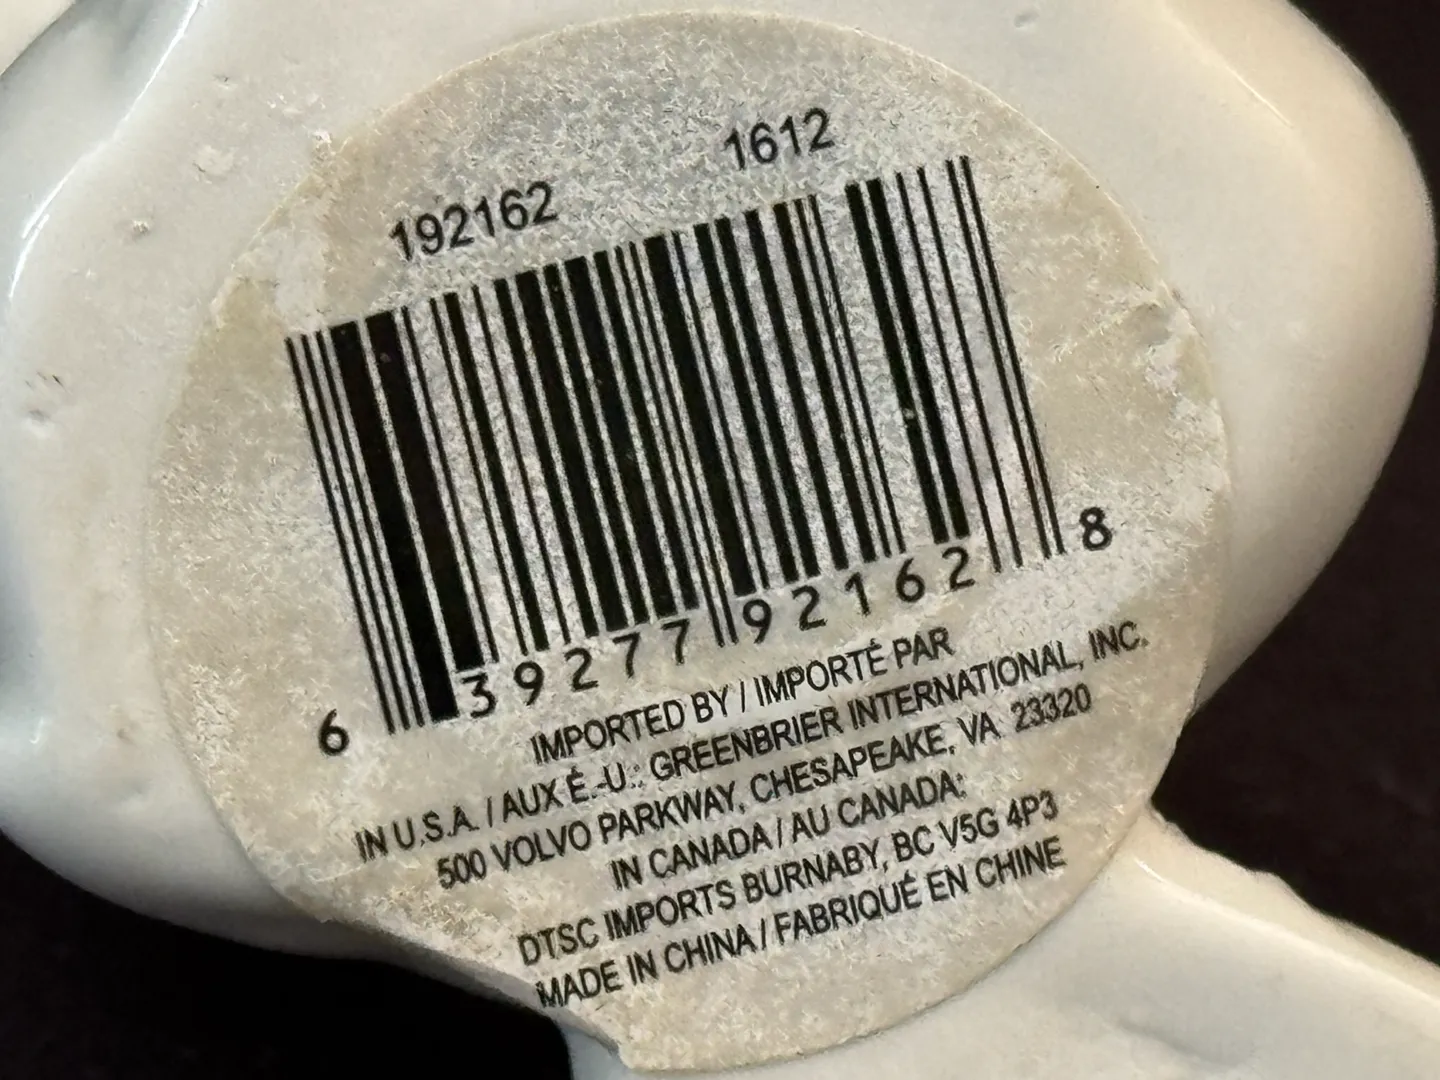 192162 1612
6 39277 92162 8
IMPORTED BY / IMPORTÉ PAR
IN U.S.A. / AUX É.-U.: GREENBRIER INTERNATIONAL, INC.
500 VOLVO PARKWAY, CHESAPEAKE, VA 23320
IN CANADA / AU CANADA:
DTSC IMPORTS BURNABY, BC V5G 4P3
MADE IN CHINA / FABRIQUÉ EN CHINE